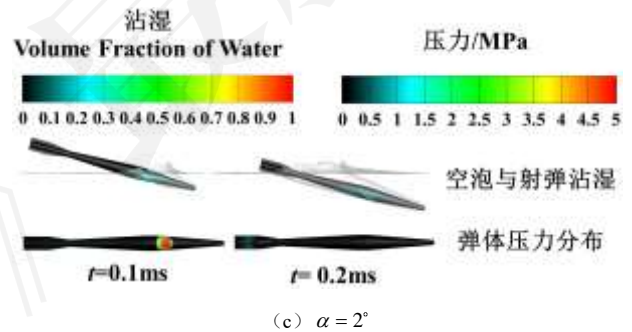 沾湿
Volume Fraction of Water
压力/MPa
0 0.1 0.2 0.3 0.4 0.5 0.6 0.7 0.8 0.9 1
0 0.5 1 1.5 2 2.5 3 3.5 4 4.5 5
空泡与射弹沾湿
弹体压力分布
t=0.1ms
t= 0.2ms
（c） α = 2°